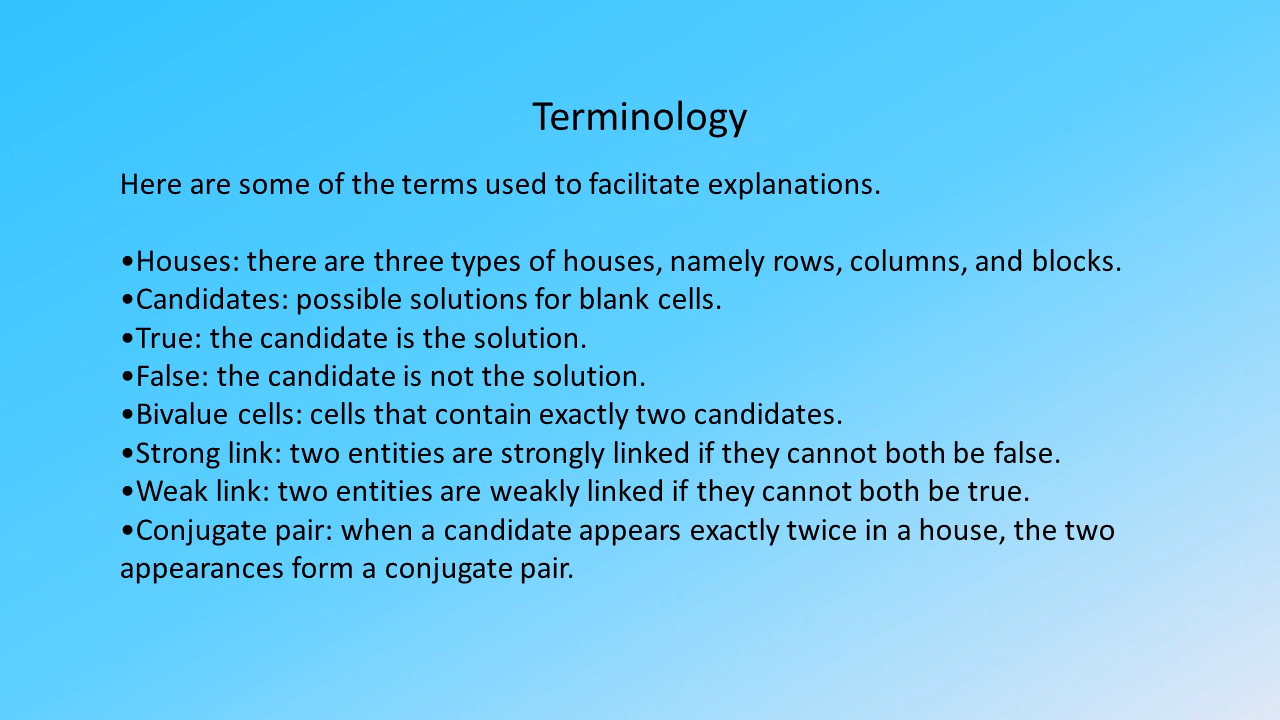 Terminology
Here are some of the terms used to facilitate explanations.
•Houses: there are three types of houses, namely rows, columns, and blocks.
•Candidates: possible solutions for blank cells.
•True: the candidate is the solution.
•False: the candidate is not the solution.
•Bivalue cells: cells that contain exactly two candidates.
•Strong link: two entities are strongly linked if they cannot both be false.
•Weak link: two entities are weakly linked if they cannot both be true.
•Conjugate pair: when a candidate appears exactly twice in a house, the two
appearances form a conjugate pair.